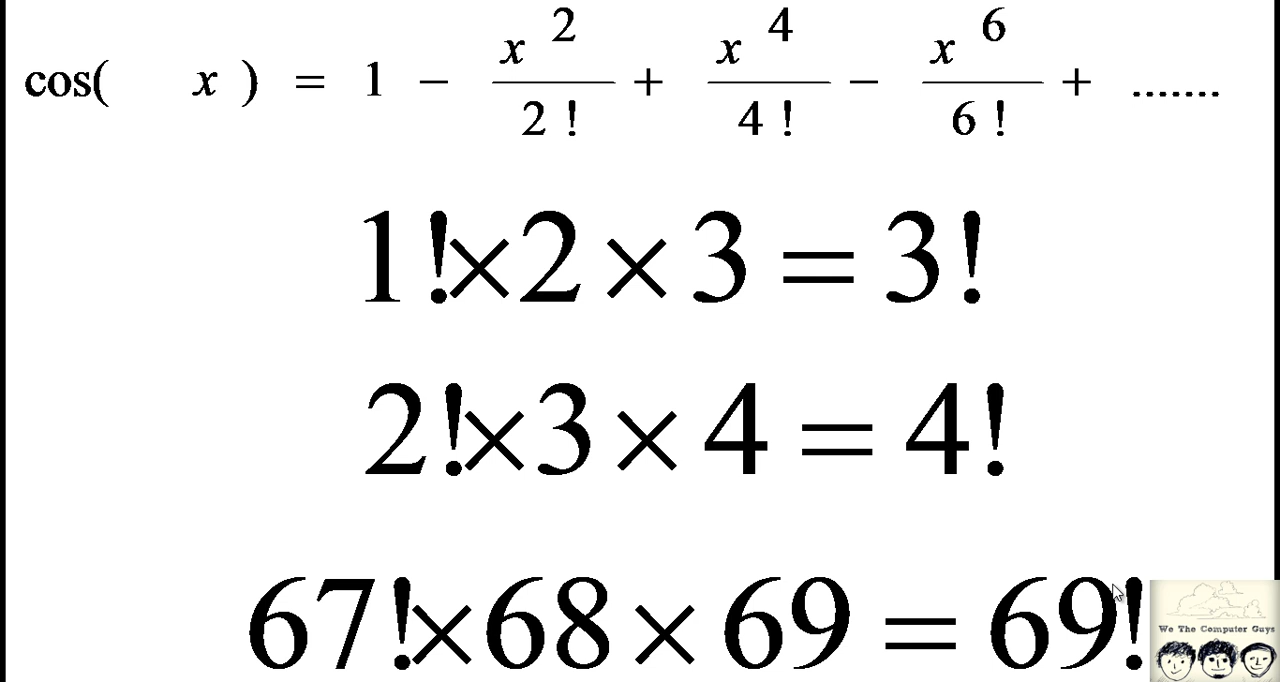 cos( x ) = 1 − x^2/2! + x^4/4! − x^6/6! + .......
1!×2×3=3!
2!×3×4=4!
67!×68×69=69!
We The Computer Guys